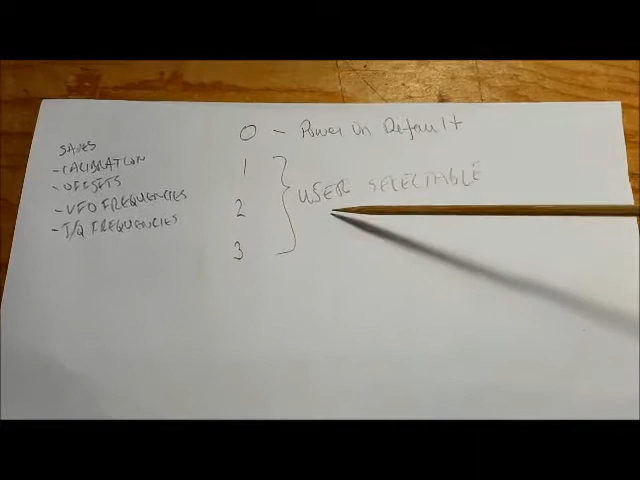 SAVES
- CALIBRATION
- OFFSETS
- VFO FREQUENCIES
- I/Q FREQUENCIES
0 - Power On Default
1
2
3
USER SELECTABLE